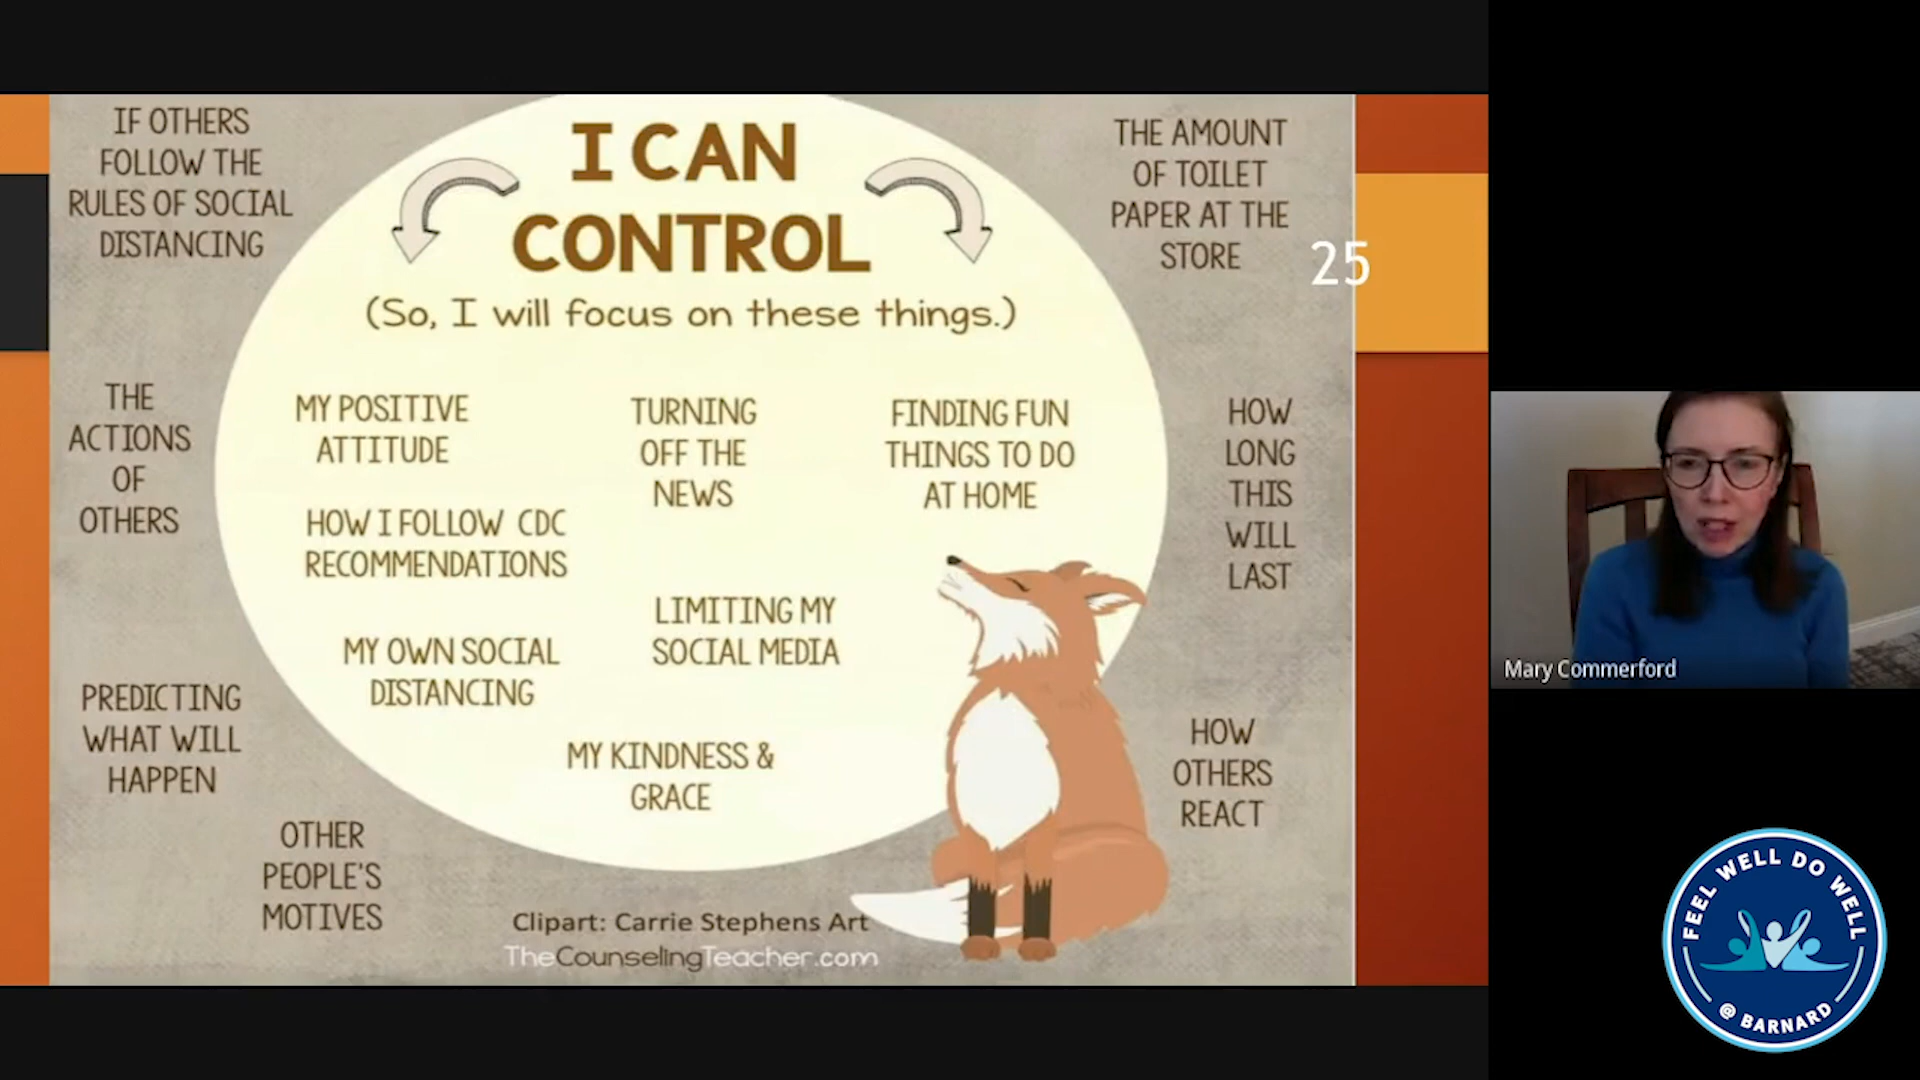 IF OTHERS
FOLLOW THE
RULES OF SOCIAL
DISTANCING
I CAN
CONTROL
(So, I will focus on these things.)
THE AMOUNT
OF TOILET
PAPER AT THE
STORE
25
THE
ACTIONS
OF
OTHERS
MY POSITIVE
ATTITUDE
TURNING
OFF THE
NEWS
FINDING FUN
THINGS TO DO
AT HOME
HOW
LONG
THIS
WILL
LAST
HOW I FOLLOW CDC
RECOMMENDATIONS
LIMITING MY
SOCIAL MEDIA
MY OWN SOCIAL
DISTANCING
PREDICTING
WHAT WILL
HAPPEN
MY KINDNESS &
GRACE
HOW
OTHERS
REACT
OTHER
PEOPLE'S
MOTIVES
Clipart: Carrie Stephens Art
TheCounselingTeacher.com
Mary Commerford
FEEL WELL DO WELL
@ BARNARD